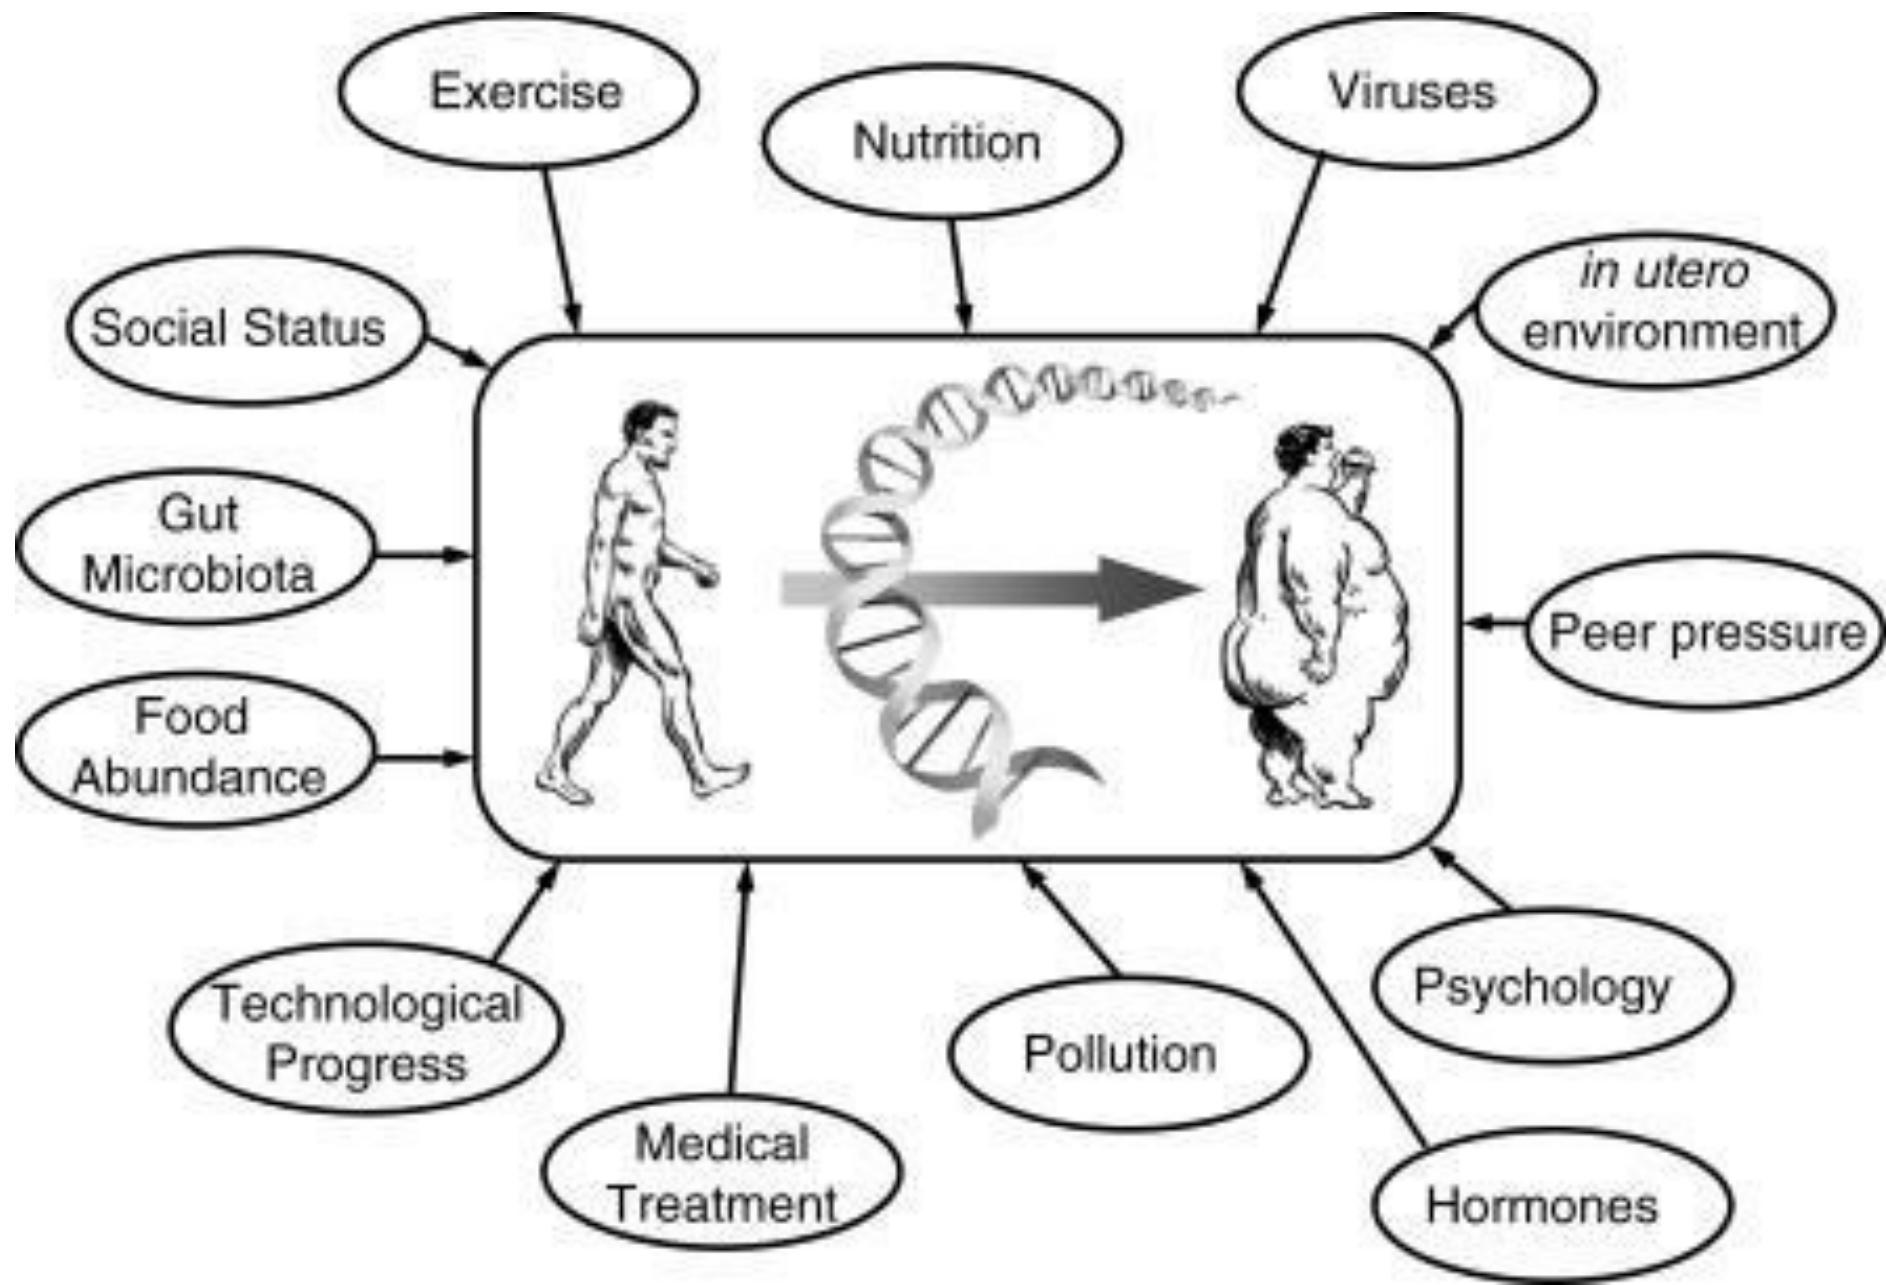 Exercise
Nutrition
Viruses
in utero
environment
Social Status
Gut
Microbiota
Peer pressure
Food
Abundance
Technological
Progress
Psychology
Pollution
Medical
Treatment
Hormones